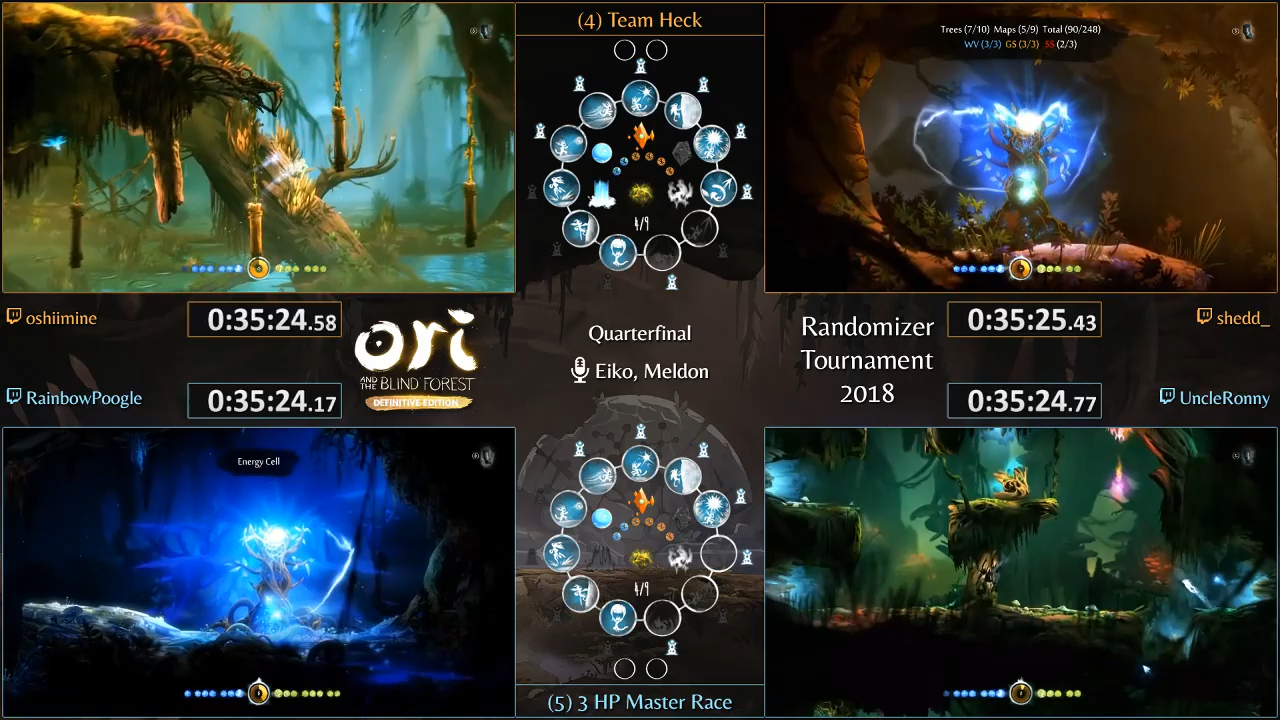 (4) Team Heck
Trees (7/10) Maps (5/9) Total (90/248)
WV (3/3) GS (3/3) SS (2/3)
4/9
oshiimine
0:35:24.58
RainbowPoogle
0:35:24.17
ori
AND THE BLIND FOREST
DEFINITIVE EDITION
Quarterfinal
Eiko, Meldon
Randomizer
Tournament
2018
0:35:25.43
shedd_
0:35:24.77
UncleRonny
Energy Cell
4/9
(5) 3 HP Master Race